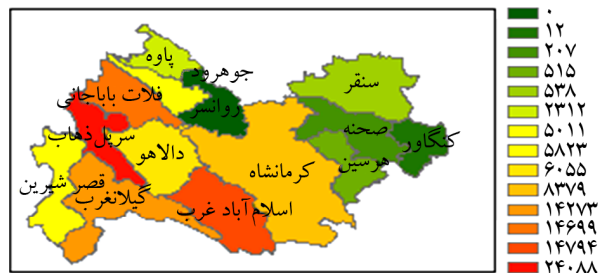 پاوه
جوهرود
فلات باباجانی
روانسر
سنقر
سرپل‌ذهاب
دالاهو
صحنه
کنگاور
هرسین
کرمانشاه
قصر شیرین
گیلانغرب
اسلام‌آباد غرب
۰
۱۲
۲۰۷
۵۱۵
۵۳۸
۲۳۱۲
۵۰۱۱
۵۸۲۳
۶۰۵۵
۸۳۷۹
۱۴۲۷۳
۱۴۶۹۹
۱۴۷۹۴
۲۴۰۸۸